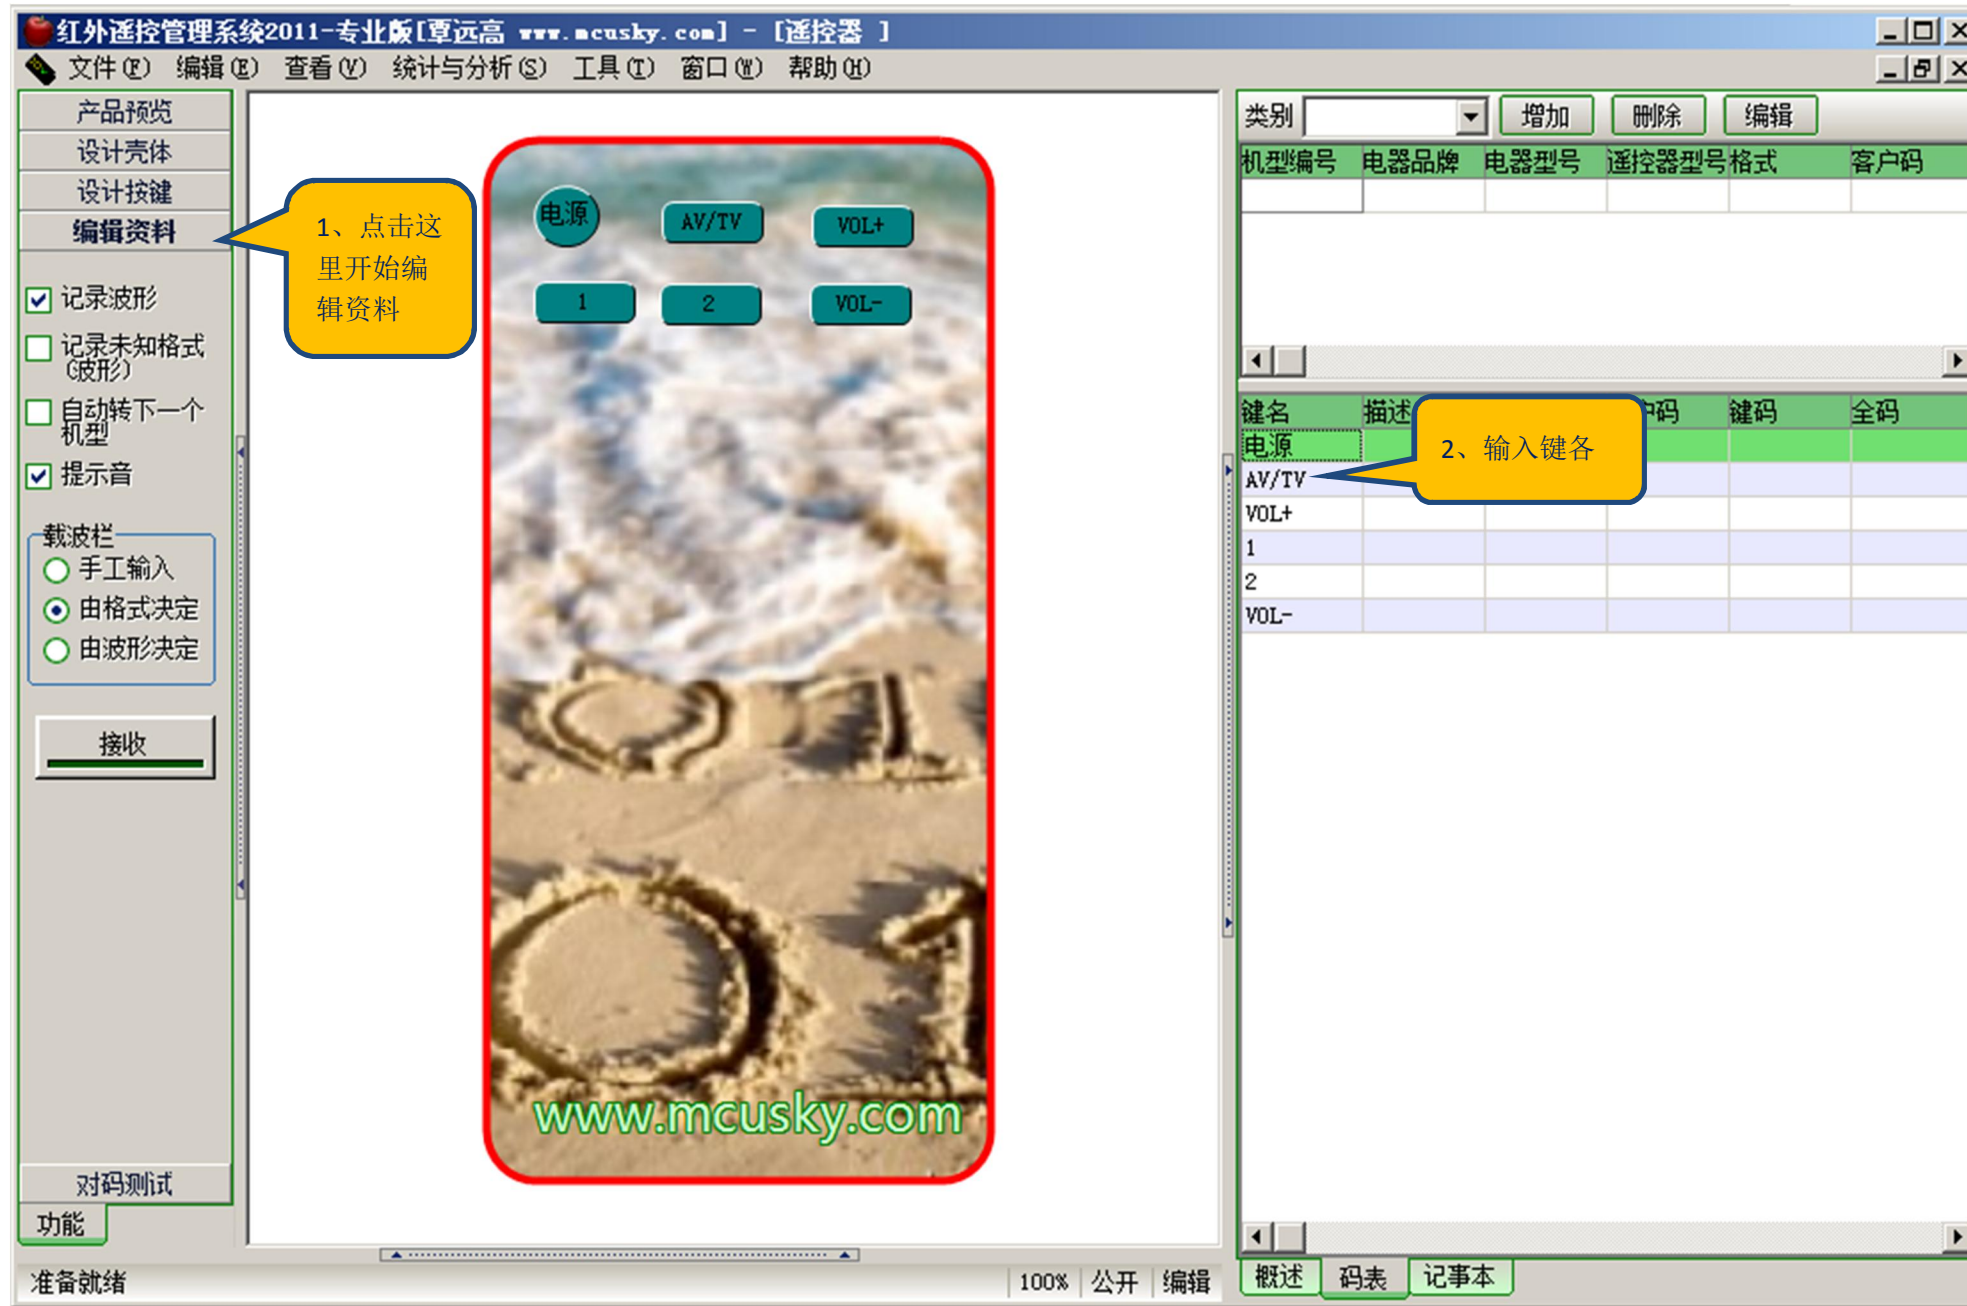 红外遥控管理系统2011-专业版[覃远高 www.mcusky.com] - [遥控器 ]
文件(F) 编辑(E) 查看(V) 统计与分析(S) 工具(T) 窗口(W) 帮助(H)
产品预览
设计壳体
设计按键
编辑资料
记录波形
记录未知格式
(波形)
自动转下一个
机型
提示音
载波栏
手工输入
由格式决定
由波形决定
接收
对码测试
功能
1、点击这
里开始编
辑资料
电源 AV/TV VOL+
1 2 VOL-
www.mcusky.com
类别 增加 删除 编辑
机型编号 电器品牌 电器型号 遥控器型号 格式 客户码
键名 描述 户码 键码 全码
电源
AV/TV
VOL+
1
2
VOL-
2、输入键各
概述 码表 记事本
准备就绪 100% 公开 编辑